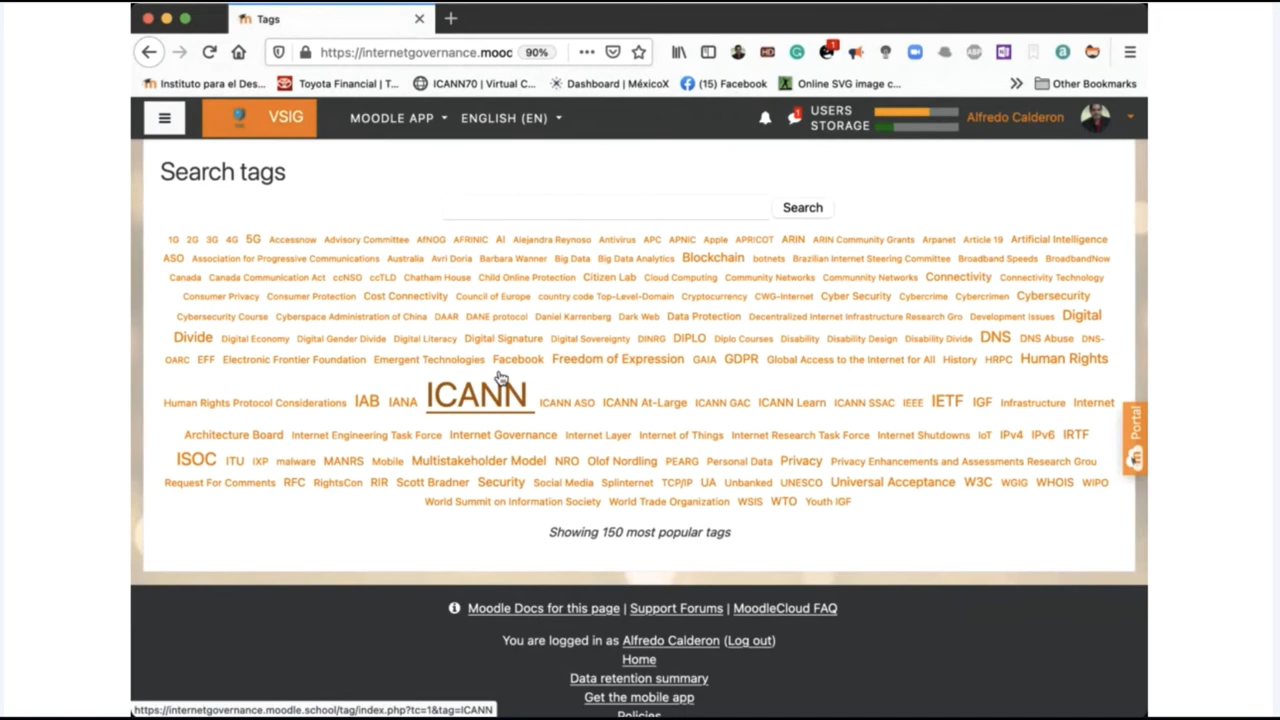 Tags
https://internetgovernance.mooc 90%
Instituto para el Des... Toyota Financial | T... ICANN70 | Virtual C... Dashboard | MéxicoX (15) Facebook Online SVG image c... Other Bookmarks
VSIG MOODLE APP ENGLISH (EN) USERS STORAGE Alfredo Calderon
Search tags
Search
1G 2G 3G 4G 5G Accessnow Advisory Committee AfNOG AFRINIC AI Alejandra Reynoso Antivirus APC APNIC Apple APRICOT ARIN ARIN Community Grants Arpanet Article 19 Artificial Intelligence
ASO Association for Progressive Communications Australia Avri Doria Barbara Wanner Big Data Big Data Analytics Blockchain botnets Brazilian Internet Steering Committee Broadband Speeds BroadbandNow
Canada Canada Communication Act ccNSO ccTLD Chatham House Child Online Protection Citizen Lab Cloud Computing Community Networks Communnity Networks Connectivity Connectivity Technology
Consumer Privacy Consumer Protection Cost Connectivity Council of Europe country code Top-Level-Domain Cryptocurrency CWG-Internet Cyber Security Cybercrime Cybercrimen Cybersecurity
Cybersecurity Course Cyberspace Administration of China DAAR DANE protocol Daniel Karrenberg Dark Web Data Protection Decentralized Internet Infrastructure Research Gro Development Issues Digital
Divide Digital Economy Digital Gender Divide Digital Literacy Digital Signature Digital Sovereignty DINRG DIPLO Diplo Courses Disability Disability Design Disability Divide DNS DNS Abuse DNS-
OARC EFF Electronic Frontier Foundation Emergent Technologies Facebook Freedom of Expression GAIA GDPR Global Access to the Internet for All History HRPC Human Rights
Human Rights Protocol Considerations IAB IANA ICANN ICANN ASO ICANN At-Large ICANN GAC ICANN Learn ICANN SSAC IEEE IETF IGF Infrastructure Internet
Architecture Board Internet Engineering Task Force Internet Governance Internet Layer Internet of Things Internet Research Task Force Internet Shutdowns IoT IPv4 IPv6 IRTF
ISOC ITU IXP malware MANRS Mobile Multistakeholder Model NRO Olof Nordling PEARG Personal Data Privacy Privacy Enhancements and Assessments Research Grou
Request For Comments RFC RightsCon RIR Scott Bradner Security Social Media Splinternet TCP/IP UA Unbanked UNESCO Universal Acceptance W3C WGIG WHOIS WIPO
World Summit on Information Society World Trade Organization WSIS WTO Youth IGF
Showing 150 most popular tags
Portal
Moodle Docs for this page | Support Forums | MoodleCloud FAQ
You are logged in as Alfredo Calderon (Log out)
Home
Data retention summary
Get the mobile app
Policies
https://internetgovernance.moodle.school/tag/index.php?tc=1&tag=ICANN